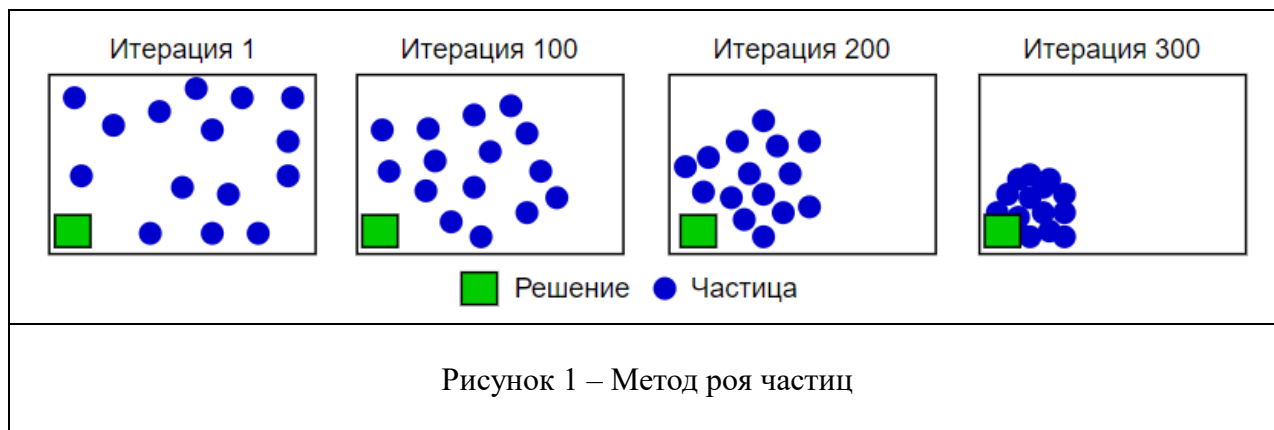 Итерация 1 Итерация 100 Итерация 200 Итерация 300
Решение Частица
Рисунок 1 – Метод роя частиц